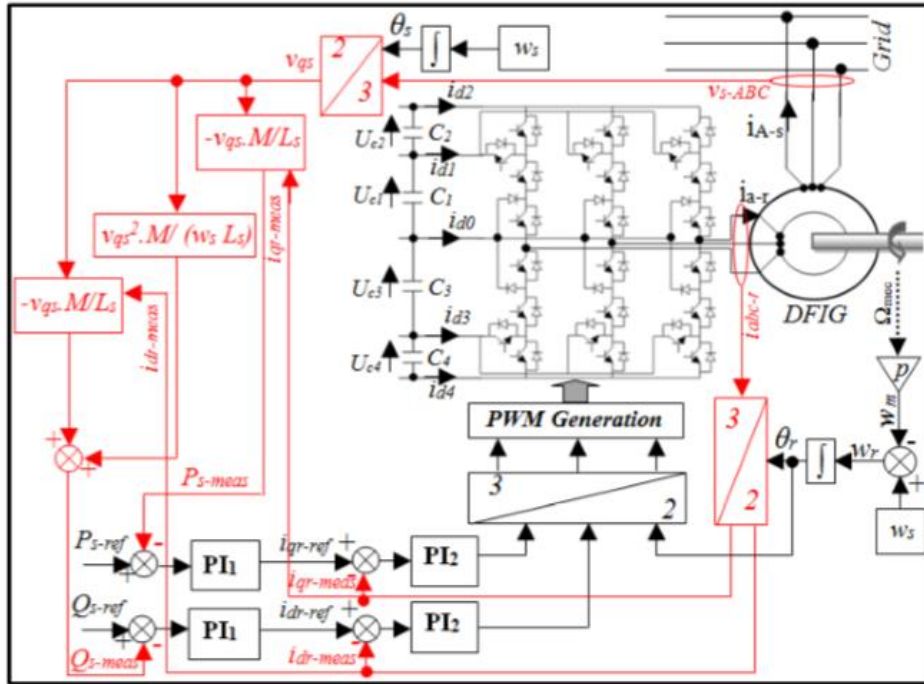 θs
∫
ws
vqs
2
3
Grid
vs-ABC
iA-s
id2
Uc2
C2
id1
-vqs.M/Ls
Uc1
C1
iqr-meas
ia-r
id0
vqs².M/ (ws Ls)
-vqs.M/Ls
Uc3
C3
DFIG
Ωmec
idr-meas
id3
iabc-r
Uc4
C4
id4
p
wm
PWM Generation
3
2
θr
∫
wr
-
+
ws
+
+
Ps-meas
3
2
Ps-ref
-
+
PI1
iqr-ref
+
-
PI2
iqr-meas
Qs-ref
+
-
PI1
idr-ref
+
-
PI2
Qs-meas
idr-meas